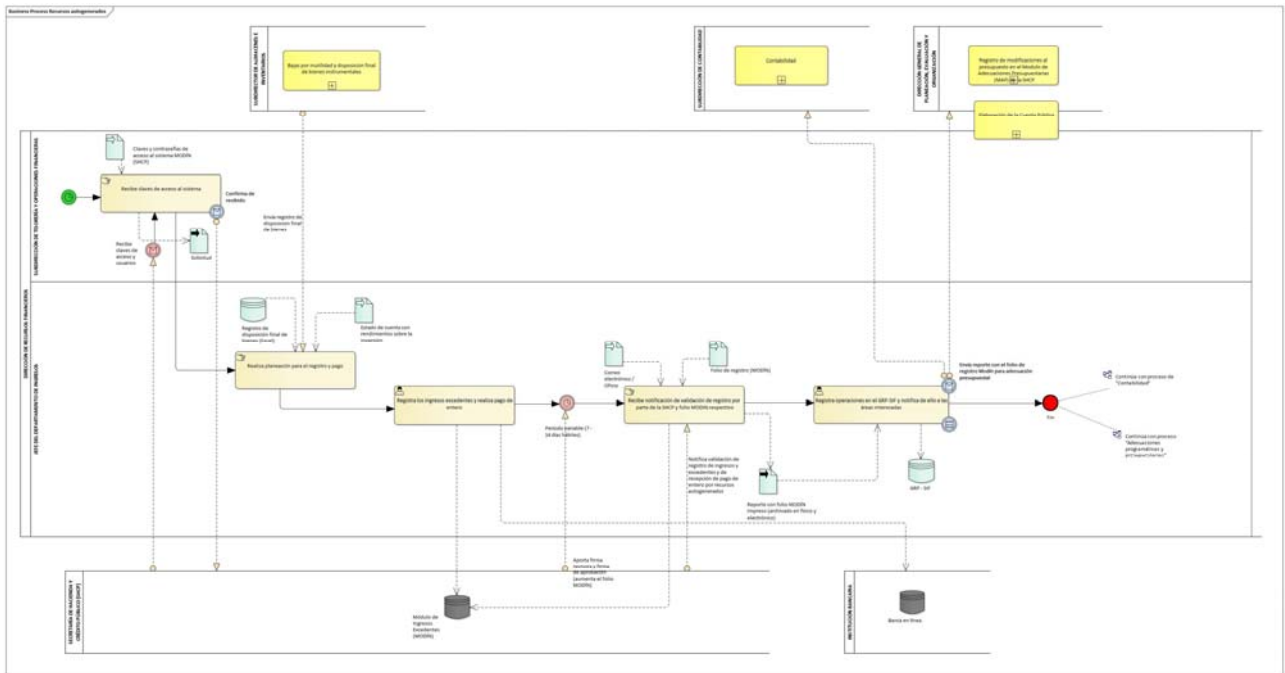 Business Process Recursos autogenerados
SUBDIRECTOR DE ALMACENES E
INVENTARIOS
Bajas por inutilidad y disposición final
de bienes instrumentales
SUBDIRECCIÓN DE CONTABILIDAD
Contabilidad
DIRECCIÓN GENERAL DE
PLANEACIÓN, EVALUACIÓN Y
ORGANIZACIÓN
Registro de modificaciones al
presupuesto en el Modulo de
Adecuaciones Presupuestarias
de la SHCP
Elaboración de la Cuenta Pública
DIRECCIÓN DE RECURSOS FINANCIEROS
SUBDIRECCIÓN DE TESORERÍA Y OPERACIONES FINANCIERAS
Claves y contraseñas de
acceso al sistema MODIN
(SHCP)
Recibe claves de acceso al sistema
Confirma de
recibido
Recibe
claves de
acceso y
usuarios
Solicitud
Envía registro de
disposición final
de bienes
JEFE DEL DEPARTAMENTO DE INGRESOS
Registro de
disposición final de
bienes (Excel)
Estado de cuenta con
rendimientos sobre la
inversión
Realiza planeación para el registro y pago
Registra los ingresos excedentes y realiza pago de
entero
Periodo variable (7 -
14 días hábiles)
Correo
electrónico /
Oficio
Folio de registro (MODIN)
Recibe notificación de validación de registro por
parte de la SHCP y folio MODIN respectivo
Notifica validación de
registro de ingresos y
excedentes y de
recepción de pago de
entero por recursos
autogenerados
Reporte con folio MODIN
impreso (archivado en físico y
electrónico)
Registra operaciones en el GRP-SIF y notifica de ello a las
áreas interesadas
Envía reporte con el folio de
registro Modin para adecuación
presupuestal
GRP - SIF
Fin
Continúa con proceso de
"Contabilidad"
Continúa con proceso
"Adecuaciones
programáticas y
presupuestarias"
SECRETARÍA DE HACIENDA Y
CRÉDITO PÚBLICO (SHCP)
Módulo de
Ingresos
Excedentes
(MODIN)
Aporta firma
y firma
de aprobación
(aumenta el folio
MODIN)
INSTITUCIÓN BANCARIA
Banca en línea